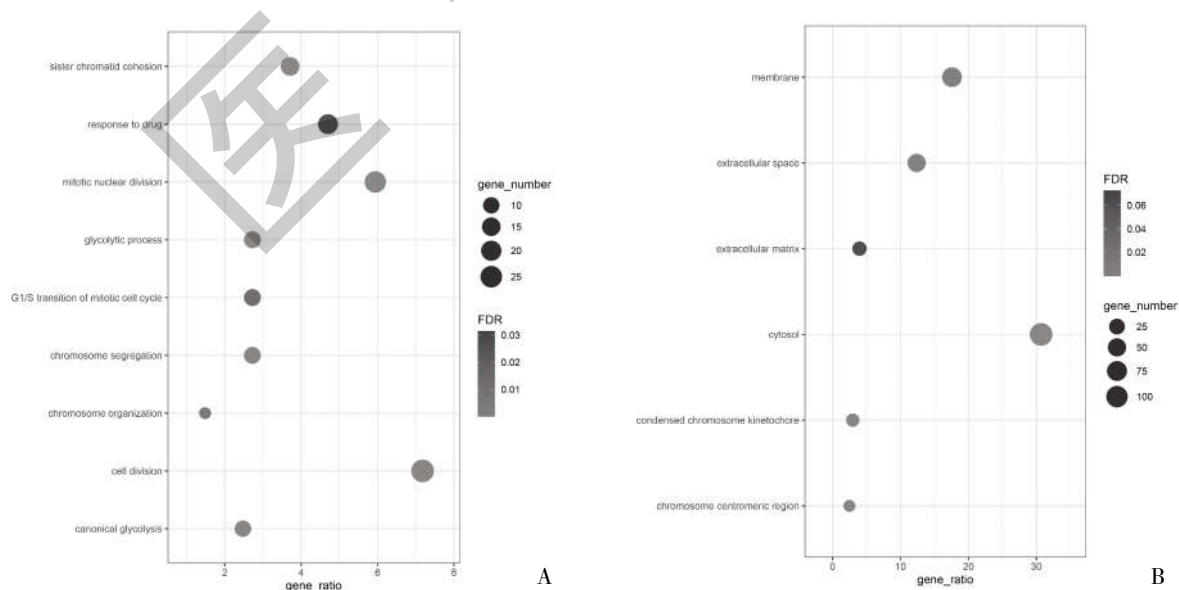 sister chromatid cohesion
response to drug
mitotic nuclear division
glycolytic process
G1/S transition of mitotic cell cycle
chromosome segregation
chromosome organization
cell division
canonical glycolysis
2
4
6
8
gene_ratio
gene_number
10
15
20
25
FDR
0.03
0.02
0.01
A
membrane
extracellular space
extracellular matrix
cytosol
condensed chromosome kinetochore
chromosome centromeric region
0
10
20
30
gene_ratio
FDR
0.06
0.04
0.02
gene_number
25
50
75
100
B
医